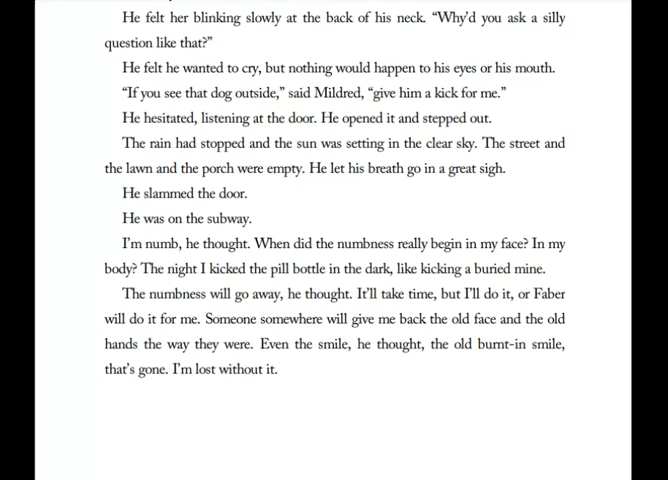 He felt her blinking slowly at the back of his neck. “Why’d you ask a silly
question like that?”
He felt he wanted to cry, but nothing would happen to his eyes or his mouth.
“If you see that dog outside,” said Mildred, “give him a kick for me.”
He hesitated, listening at the door. He opened it and stepped out.
The rain had stopped and the sun was setting in the clear sky. The street and
the lawn and the porch were empty. He let his breath go in a great sigh.
He slammed the door.
He was on the subway.
I’m numb, he thought. When did the numbness really begin in my face? In my
body? The night I kicked the pill bottle in the dark, like kicking a buried mine.
The numbness will go away, he thought. It’ll take time, but I’ll do it, or Faber
will do it for me. Someone somewhere will give me back the old face and the old
hands the way they were. Even the smile, he thought, the old burnt-in smile,
that’s gone. I’m lost without it.